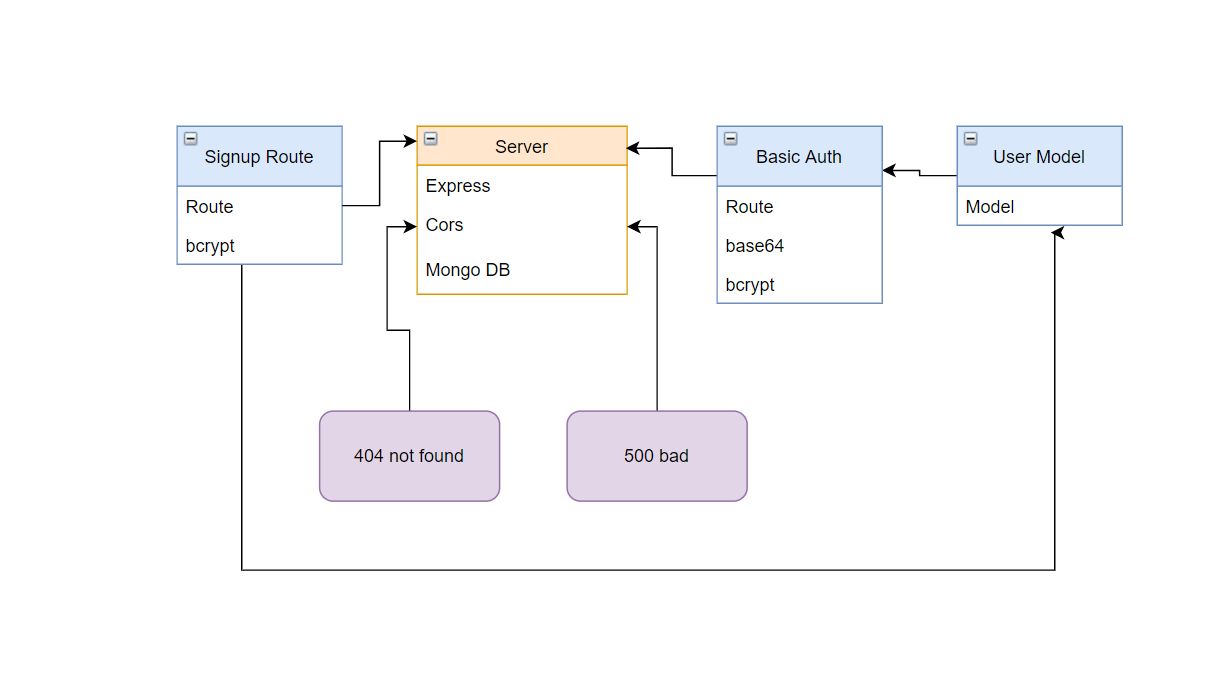 Signup Route
Route
bcrypt
Server
Express
Cors
Mongo DB
Basic Auth
Route
base64
bcrypt
User Model
Model
404 not found
500 bad